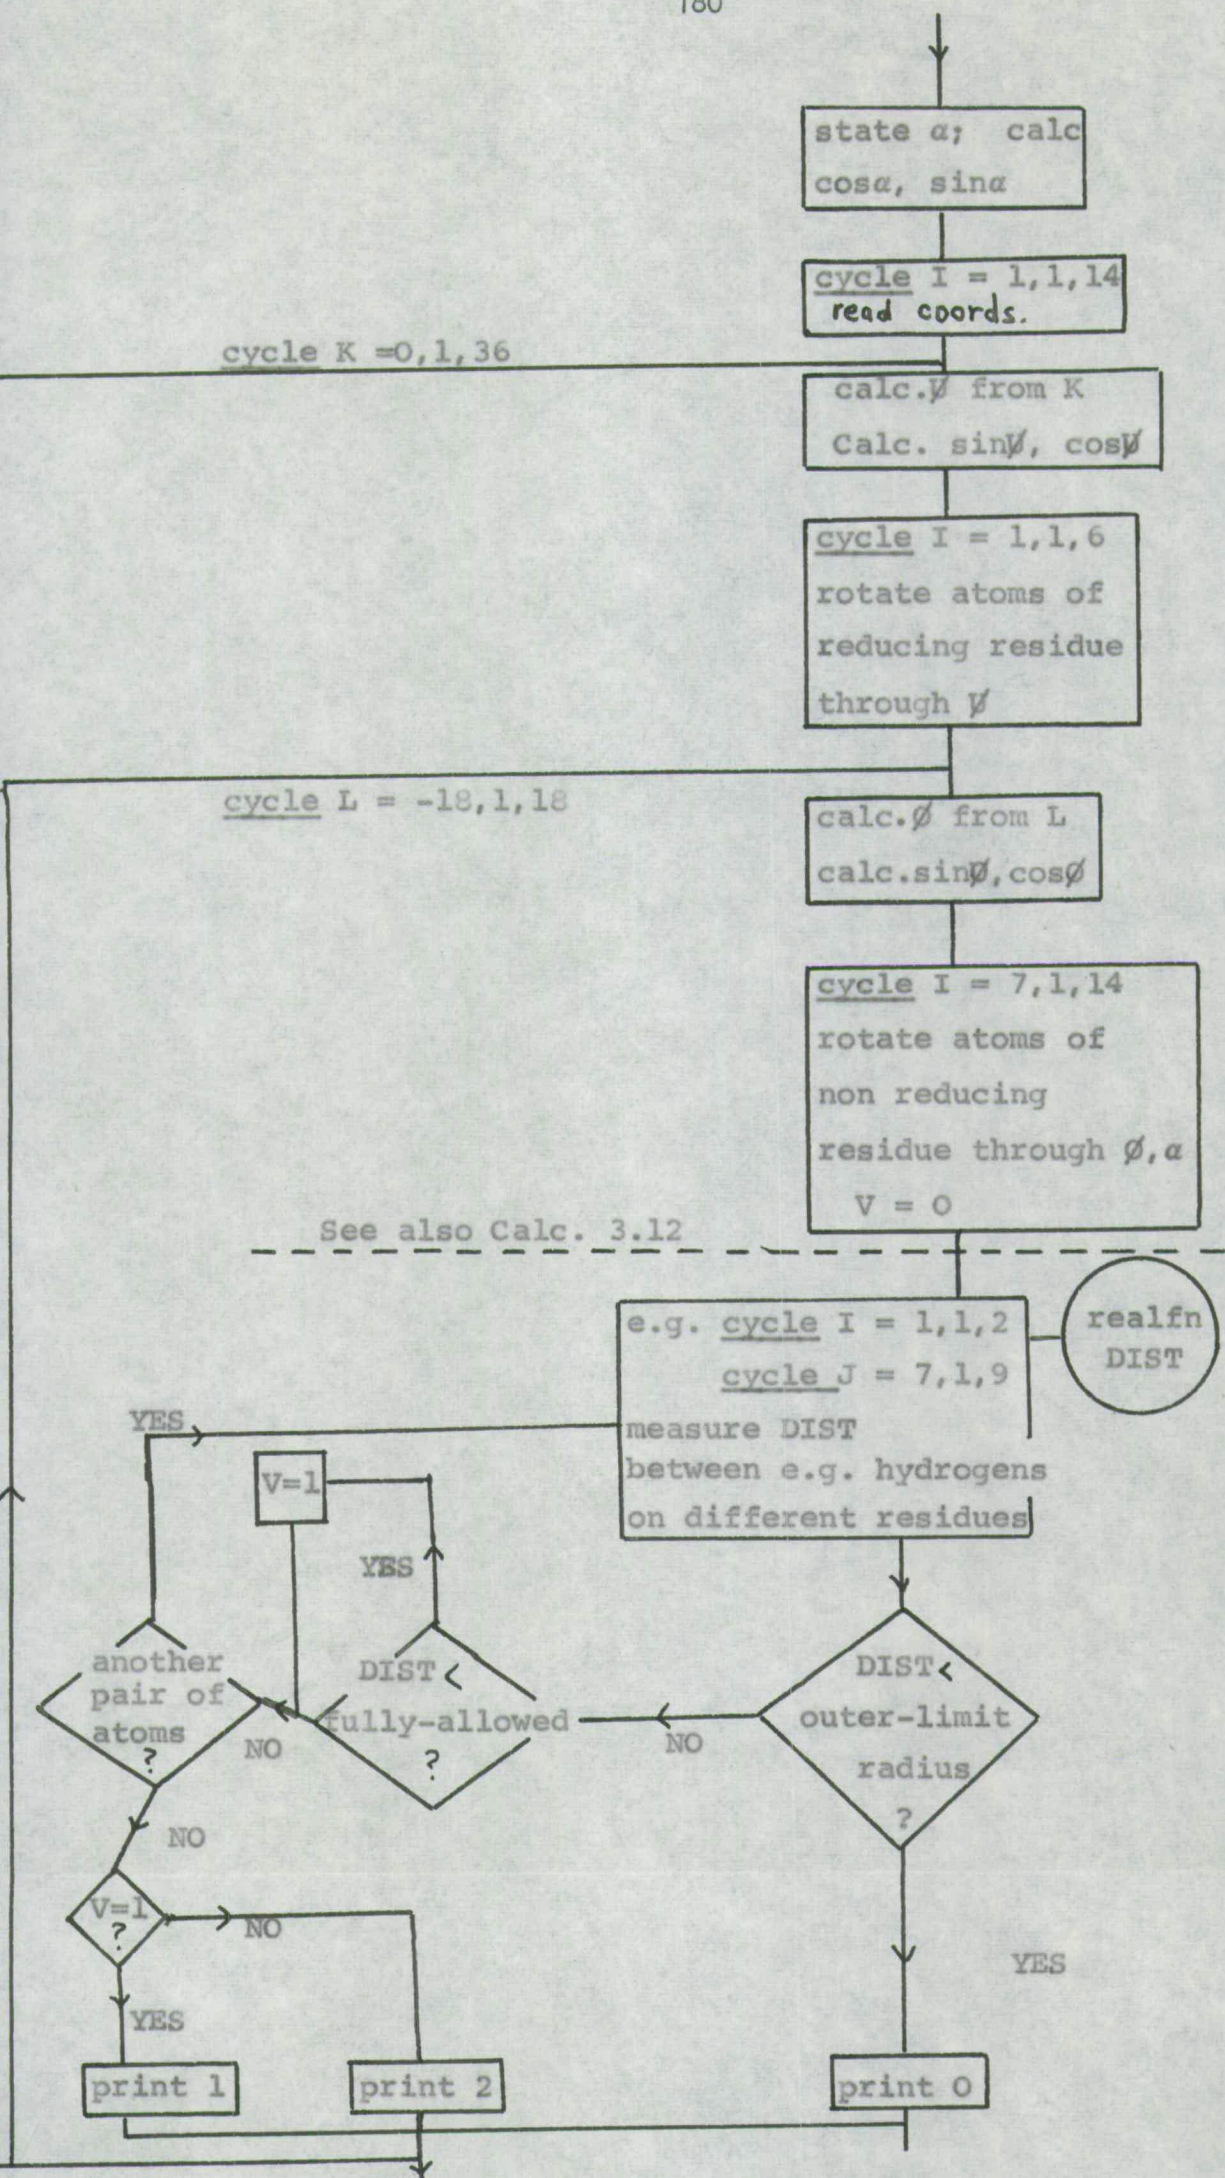 180
state α; calc
cosα, sinα
cycle I = 1,1,14
read coords.
cycle K =0,1,36
calc.ψ from K
Calc. sinψ, cosψ
cycle I = 1,1,6
rotate atoms of
reducing residue
through ψ
cycle L = -18,1,18
calc.Ø from L
calc.sinØ,cosØ
cycle I = 7,1,14
rotate atoms of
non reducing
residue through Ø,α
V = O
See also Calc. 3.12
e.g. cycle I = 1,1,2
cycle J = 7,1,9
measure DIST
between e.g. hydrogens
on different residues
realfn
DIST
YES
V=1
YES
another
pair of
atoms
?
NO
DIST <
fully-allowed
?
NO
DIST<
outer-limit
radius
?
NO
V=1
?
NO
YES
YES
print 1
print 2
print O